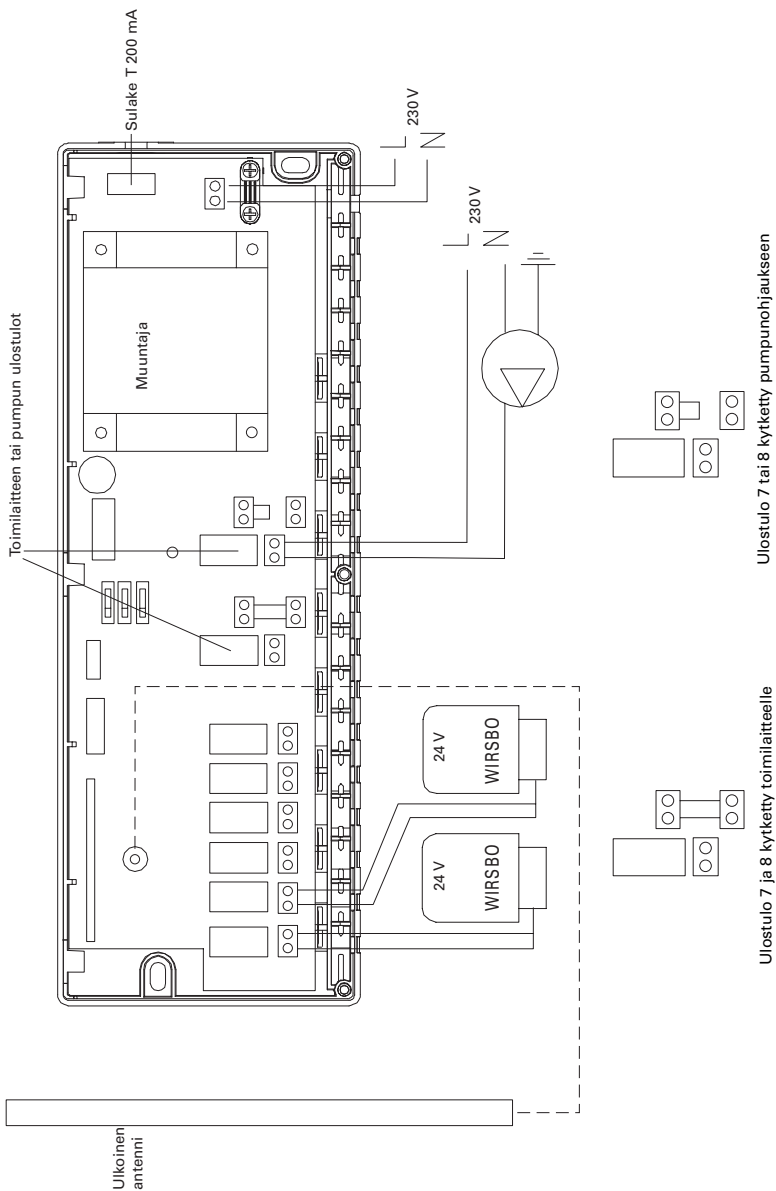 Sulake T 200 mA
230 V
L
N
230 V
L
N
Toimilaitteen tai pumpun ulostulot
Muuntaja
24 V
WIRSBO
24 V
WIRSBO
Ulkoinen
antenni
Ulostulo 7 tai 8 kytketty pumpunohjaukseen
Ulostulo 7 ja 8 kytketty toimilaitteelle